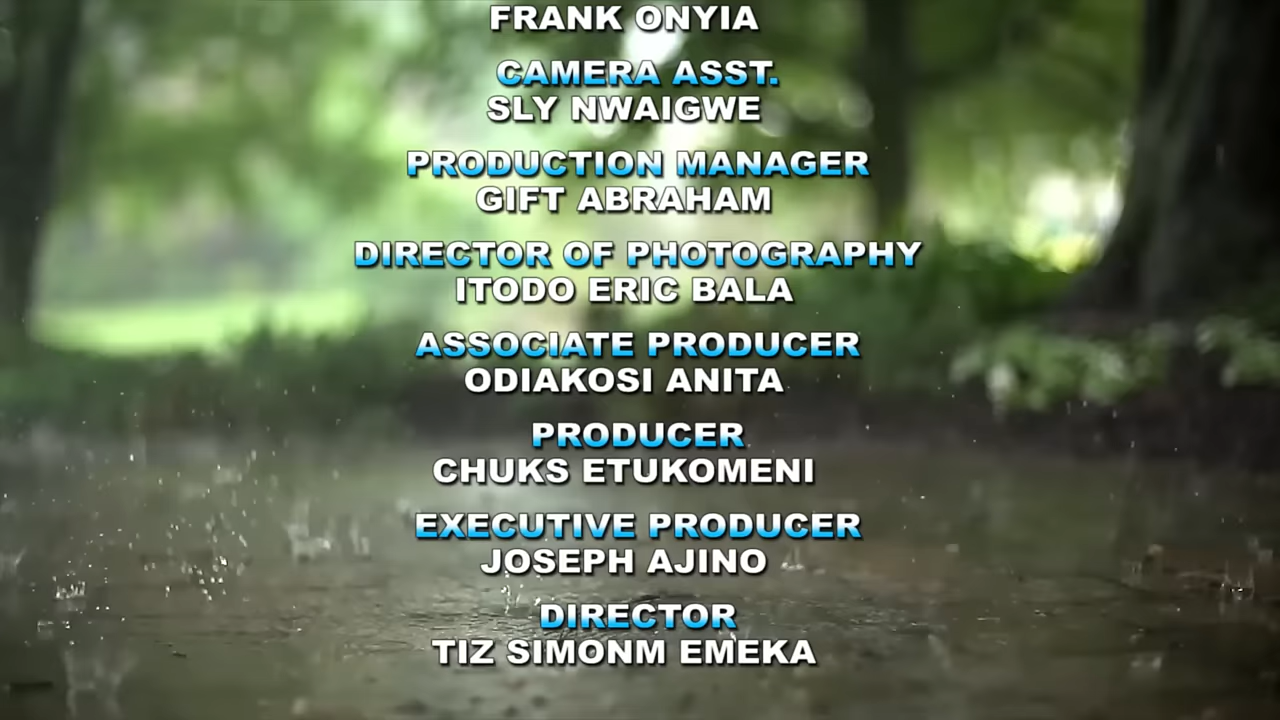 FRANK ONYIA
CAMERA ASST.
SLY NWAIGWE
PRODUCTION MANAGER
GIFT ABRAHAM
DIRECTOR OF PHOTOGRAPHY
ITODO ERIC BALA
ASSOCIATE PRODUCER
ODIAKOSI ANITA
PRODUCER
CHUKS ETUKOMENI
EXECUTIVE PRODUCER
JOSEPH AJINO
DIRECTOR
TIZ SIMONM EMEKA